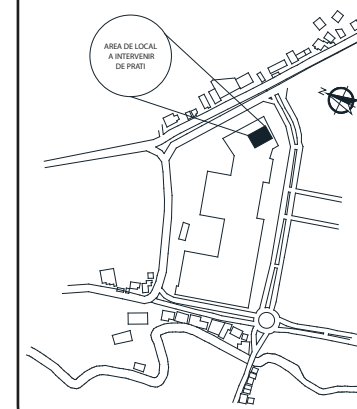 AREA DE LOCAL
A INTERVENIR
DE PRATI
N